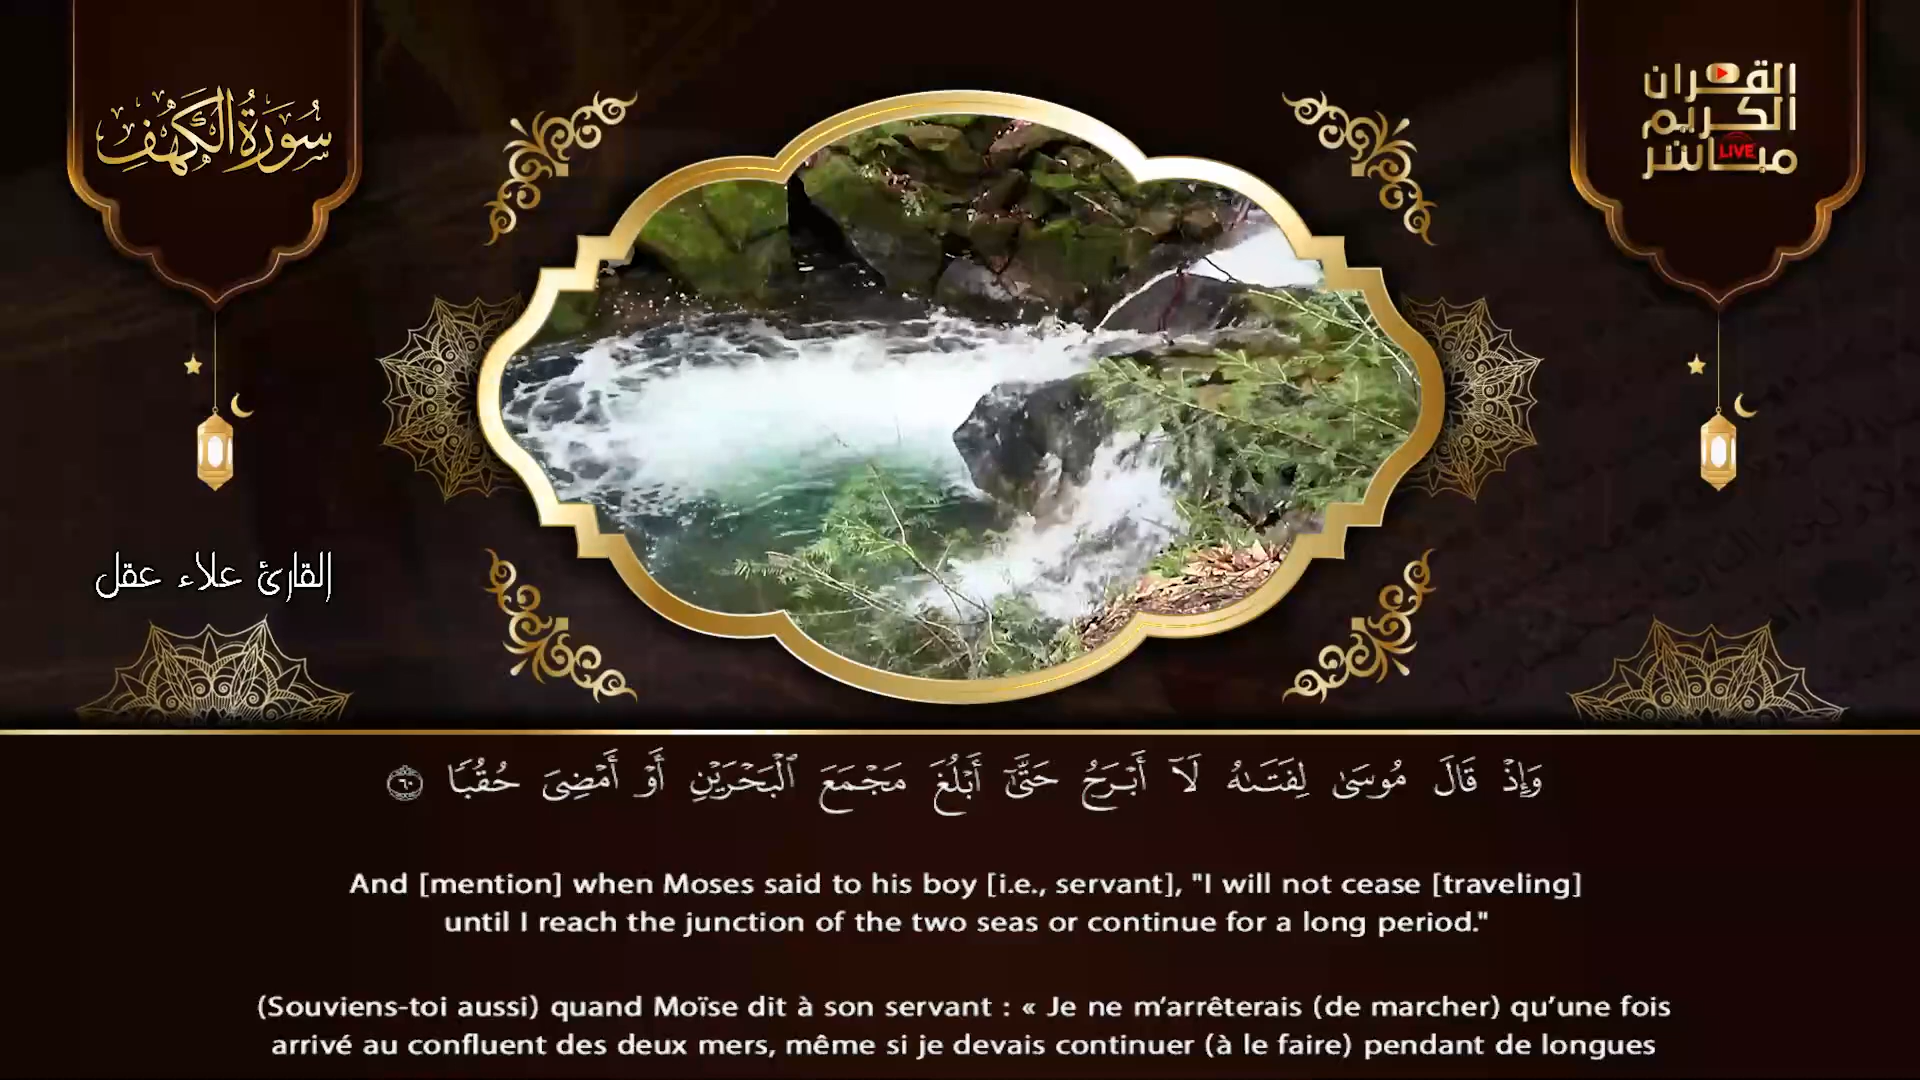 سُورَةُ الكَهْفِ
القرآن
الكريم
مباشر
LIVE
القارئ علاء عقل
وَإِذْ قَالَ مُوسَىٰ لِفَتَىٰهُ لَآ أَبْرَحُ حَتَّىٰٓ أَبْلُغَ مَجْمَعَ ٱلْبَحْرَيْنِ أَوْ أَمْضِىَ حُقُبًا ٦٠
And [mention] when Moses said to his boy [i.e., servant], "I will not cease [traveling]
until I reach the junction of the two seas or continue for a long period."
(Souviens-toi aussi) quand Moïse dit à son servant : « Je ne m’arrêterais (de marcher) qu’une fois
arrivé au confluent des deux mers, même si je devais continuer (à le faire) pendant de longues